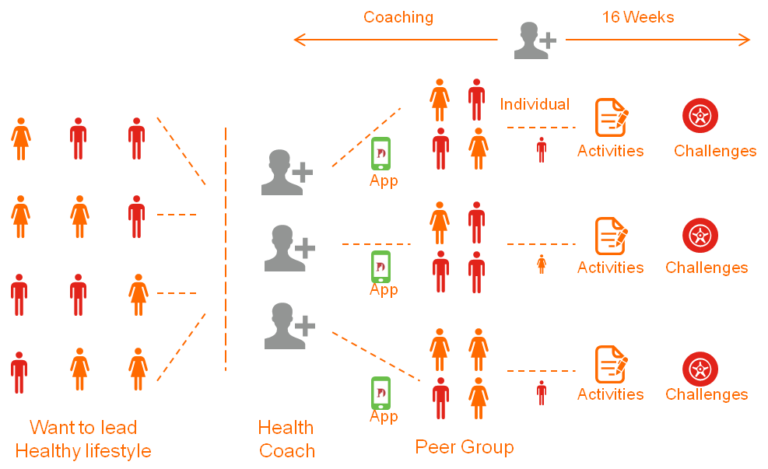 Coaching
16 Weeks
Individual
App
Activities
Challenges
App
Activities
Challenges
App
Activities
Challenges
Want to lead
Healthy lifestyle
Health
Coach
Peer Group